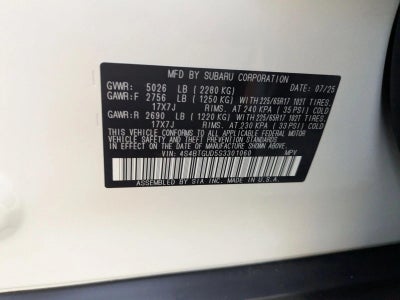 MFD BY SUBARU CORPORATION
DATE 07/25
GVWR: 5026 LB (2280 KG)
GAWR:F 2756 LB (1250 KG) WITH 225/65R17 102T TIRES.
17X7J RIMS. AT 240 KPA (35 PSI) COLD
GAWR:R 2690 LB (1220 KG) WITH 225/65R17 102T TIRES.
17X7J RIMS. AT 230 KPA (33 PSI) COLD
THIS VEHICLE CONFORMS TO ALL APPLICABLE
FEDERAL MOTOR VEHICLE SAFETY, BUMPER,
AND THEFT PREVENTION STANDARDS IN EFFECT ON THE
DATE OF MANUFACTURE SHOWN ABOVE.
VIN: 4S4BTGUD5S3301060 MPV
ASSEMBLED BY SIA INC. MADE IN U.S.A.